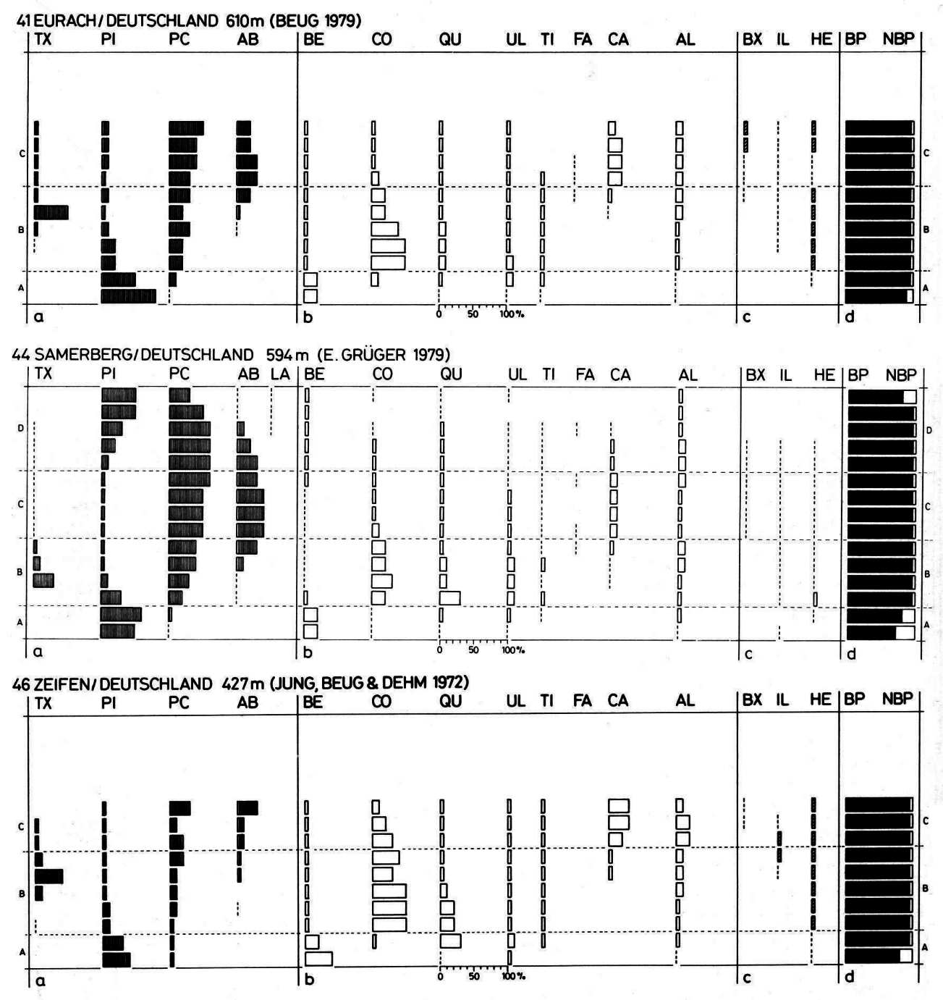 41 EURACH/DEUTSCHLAND 610m (BEUG 1979)
TX PI PC AB BE CO QU UL TI FA CA AL BX IL HE BP NBP
C C
B B
A A
a b 0 50 100% c d
44 SAMERBERG/DEUTSCHLAND 594m (E. GRÜGER 1979)
TX PI PC AB LA BE CO QU UL TI FA CA AL BX IL HE BP NBP
D D
C C
B B
A A
a b 0 50 100% c d
46 ZEIFEN/DEUTSCHLAND 427m (JUNG, BEUG & DEHM 1972)
TX PI PC AB BE CO QU UL TI FA CA AL BX IL HE BP NBP
C C
B B
A A
a b 0 50 100% c d